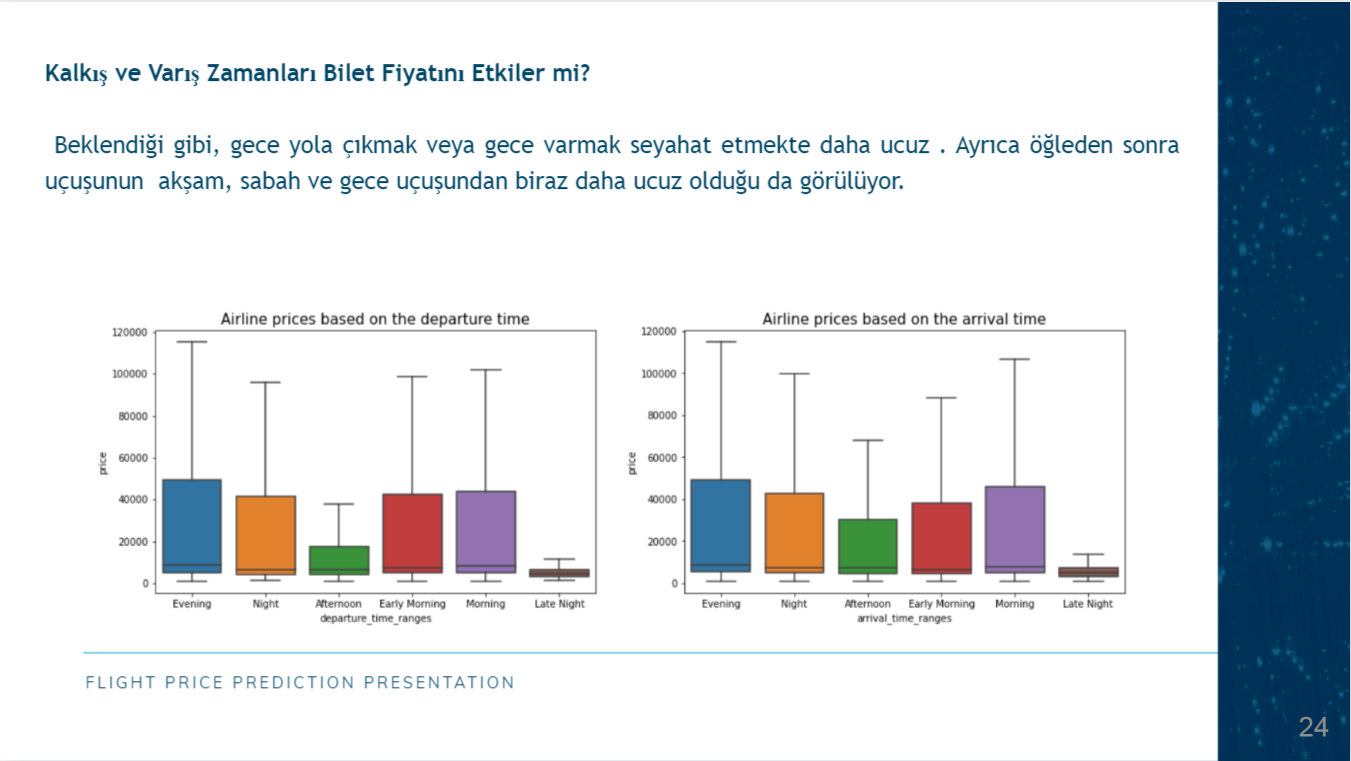 Kalkış ve Varış Zamanları Bilet Fiyatını Etkiler mi?
Beklendiği gibi, gece yola çıkmak veya gece varmak seyahat etmekte daha ucuz . Ayrıca öğleden sonra
uçuşunun akşam, sabah ve gece uçuşundan biraz daha ucuz olduğu da görülüyor.
Airline prices based on the departure time
120000
100000
80000
60000
40000
20000
0
price
Evening Night Afternoon Early Morning Morning Late Night
departure_time_ranges
Airline prices based on the arrival time
120000
100000
80000
60000
40000
20000
0
price
Evening Night Afternoon Early Morning Morning Late Night
arrival_time_ranges
FLIGHT PRICE PREDICTION PRESENTATION
24